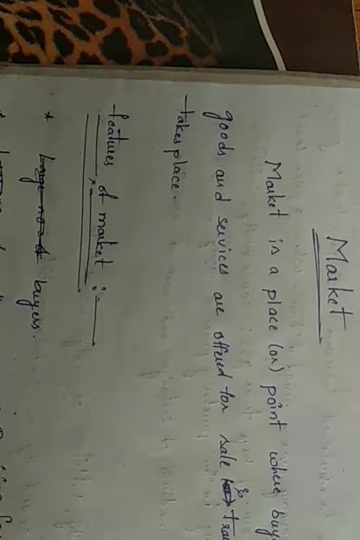 Market
Market is a place (or) point where buy
goods and services are offered for sale & tra
takes place.
features of market :-
* buyers.
*